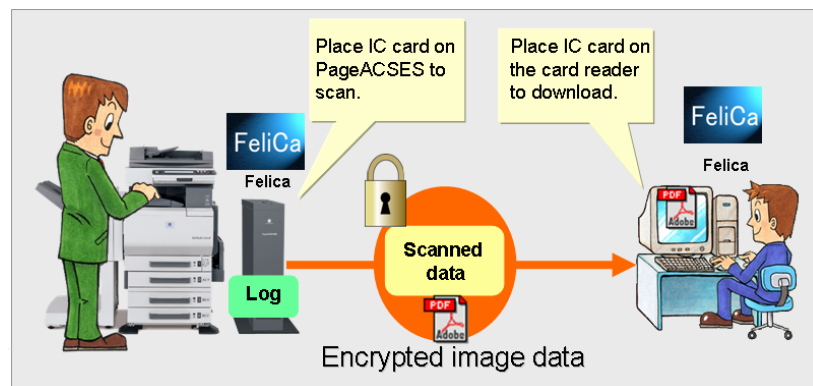 Place IC card on
PageACSES to
scan.
Place IC card on
the card reader
to download.
FeliCa
Felica
FeliCa
Felica
Log
Scanned
data
PDF
Adobe
PDF
Adobe
Encrypted image data